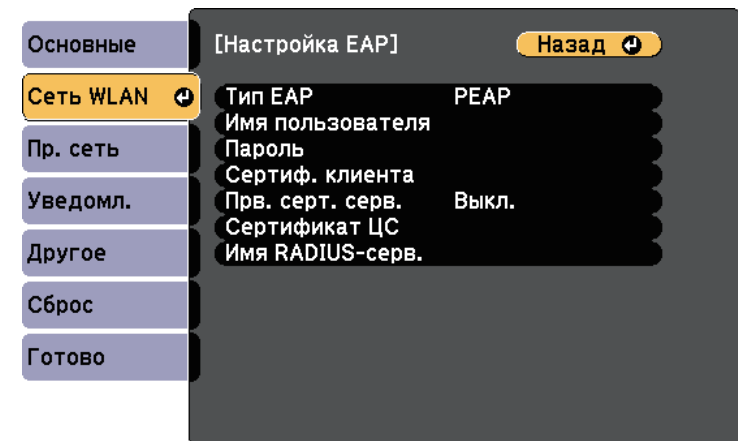 Основные
Сеть WLAN
Пр. сеть
Уведомл.
Другое
Сброс
Готово
[Настройка EAP]
Назад
Тип EAP PEAP
Имя пользователя
Пароль
Сертиф. клиента
Прв. серт. серв. Выкл.
Сертификат ЦС
Имя RADIUS-серв.